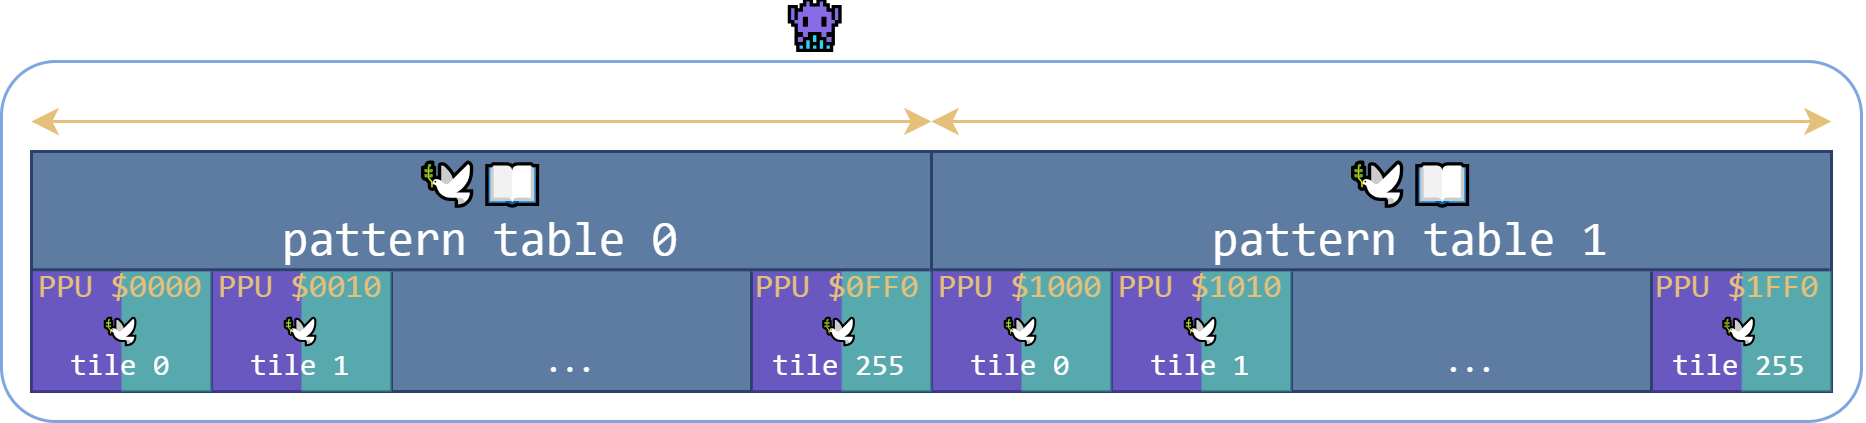 pattern table 0
pattern table 1
PPU $0000 PPU $0010 PPU $0FF0 PPU $1000 PPU $1010 PPU $1FF0
tile 0 tile 1 ... tile 255 tile 0 tile 1 ... tile 255